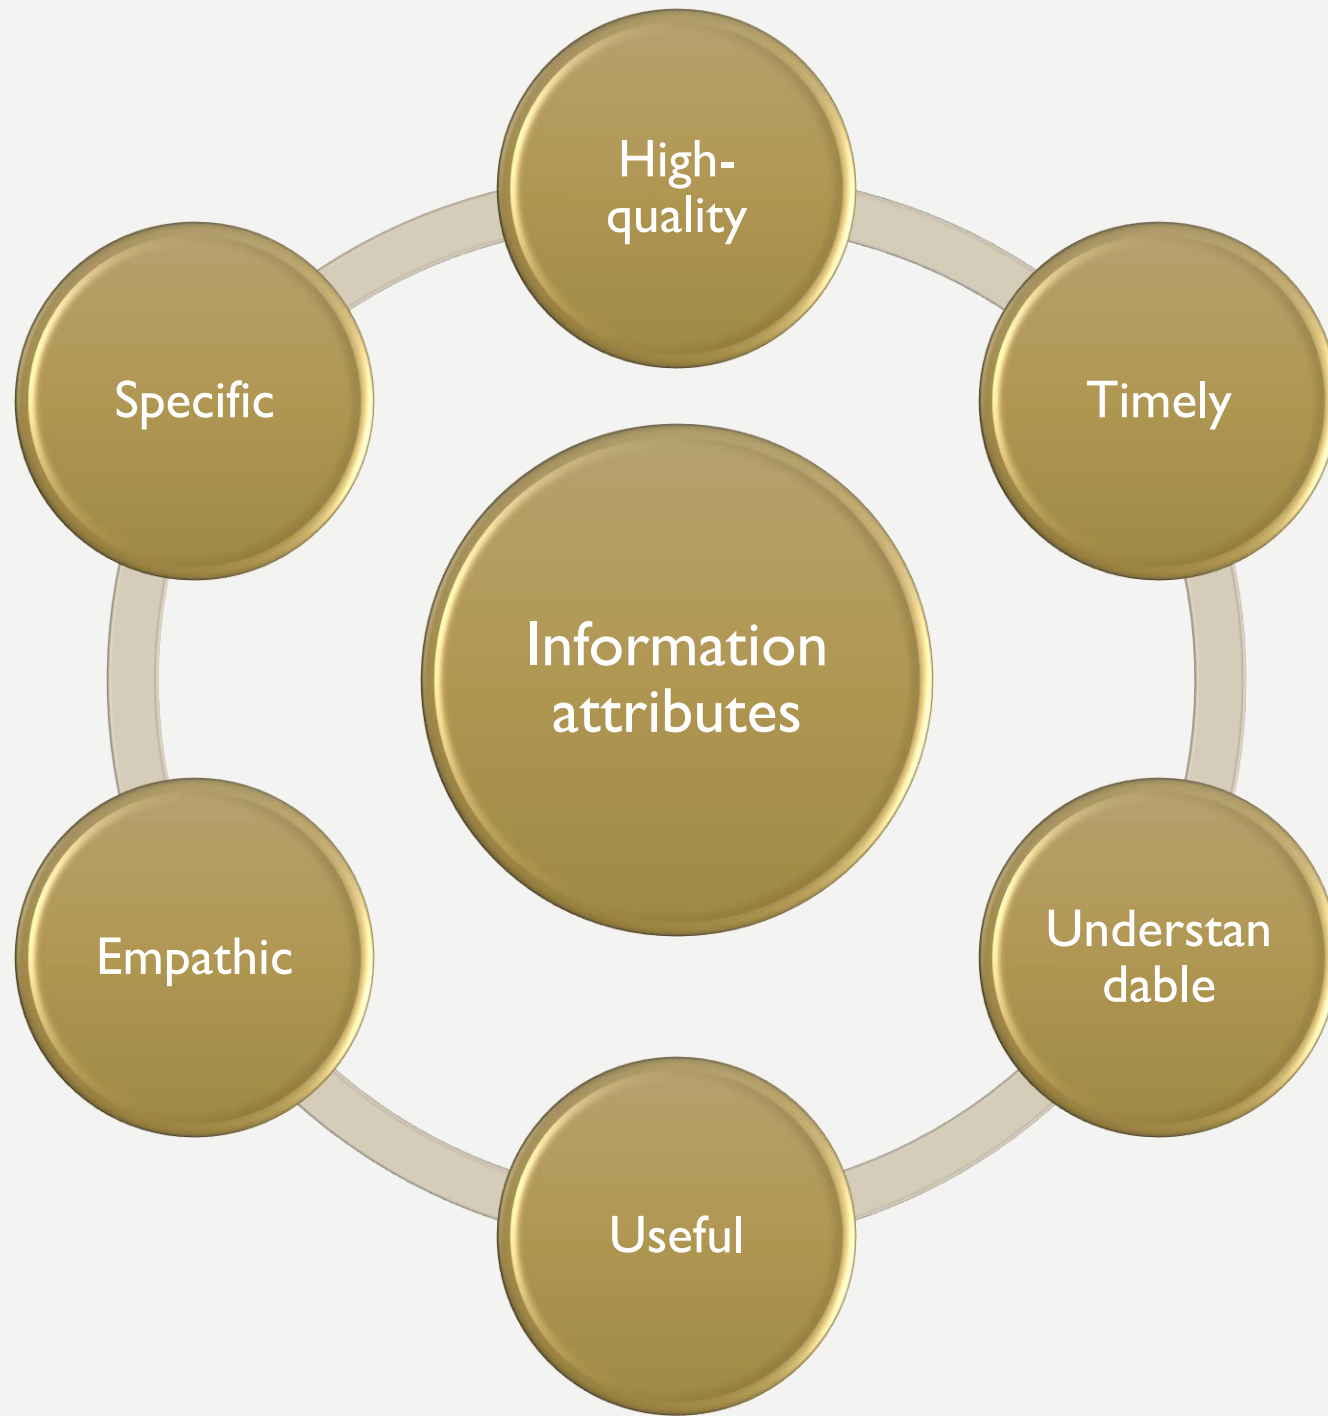 High-
quality
Specific
Timely
Information
attributes
Empathic
Understan
dable
Useful